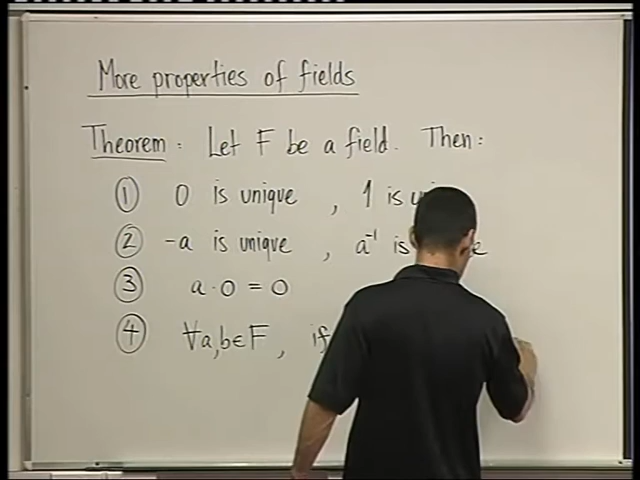 More properties of fields
Theorem: Let F be a field. Then:
① 0 is unique, 1 is
② -a is unique, a⁻¹ is
③ a·0 = 0
④ ∀a,b∈F, if